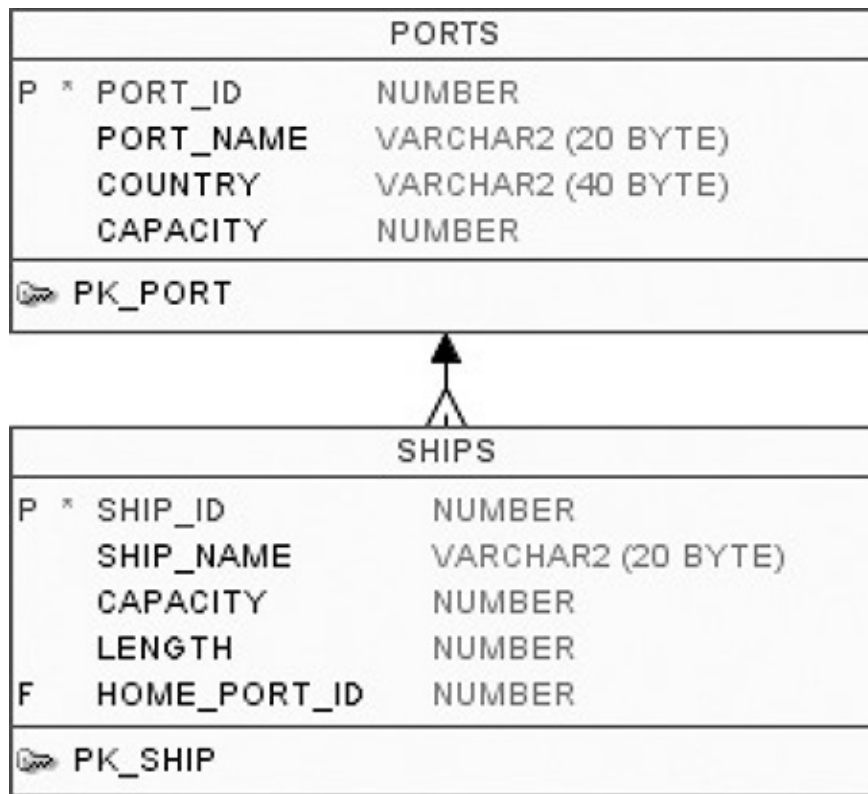 PORTS
P * PORT_ID NUMBER
PORT_NAME VARCHAR2 (20 BYTE)
COUNTRY VARCHAR2 (40 BYTE)
CAPACITY NUMBER
PK_PORT
SHIPS
P * SHIP_ID NUMBER
SHIP_NAME VARCHAR2 (20 BYTE)
CAPACITY NUMBER
LENGTH NUMBER
F HOME_PORT_ID NUMBER
PK_SHIP